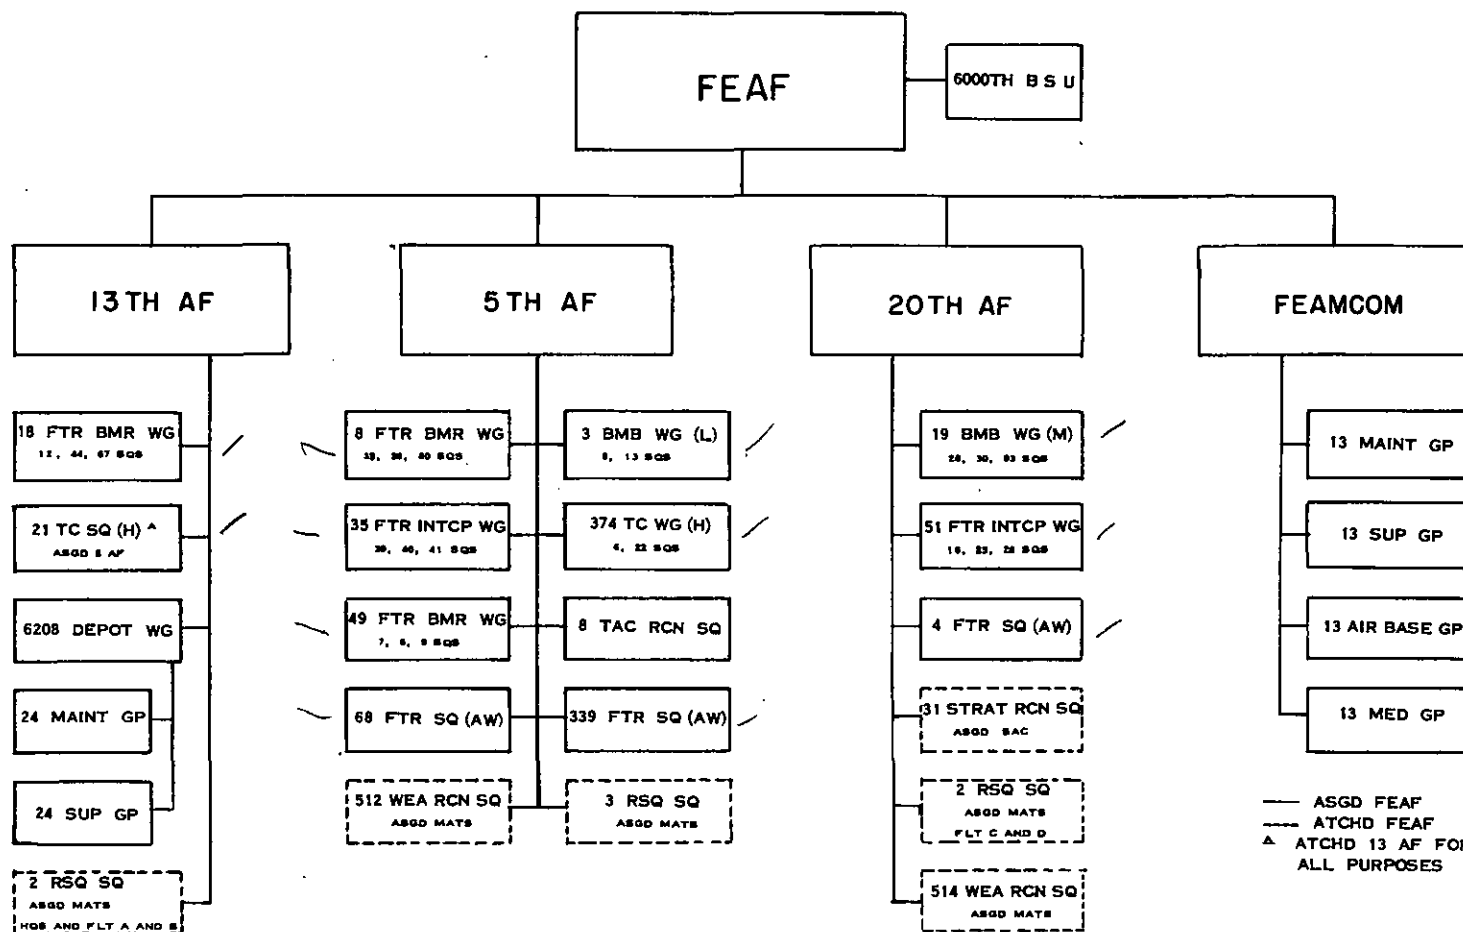 FEAF
6000TH B S U
13TH AF
5TH AF
20TH AF
FEAMCOM
18 FTR BMR WG
12, 44, 67 SQS
21 TC SQ (H) ▵
ASGD 5 AF
6208 DEPOT WG
24 MAINT GP
24 SUP GP
2 RSQ SQ
ASGD MATS
HQS AND FLT A AND B
8 FTR BMR WG
35, 36, 80 SQS
35 FTR INTCP WG
39, 40, 41 SQS
49 FTR BMR WG
7, 8, 9 SQS
68 FTR SQ (AW)
512 WEA RCN SQ
ASGD MATS
3 BMB WG (L)
8, 13 SQS
374 TC WG (H)
6, 22 SQS
8 TAC RCN SQ
339 FTR SQ (AW)
3 RSQ SQ
ASGD MATS
19 BMB WG (M)
28, 30, 93 SQS
51 FTR INTCP WG
16, 25, 26 SQS
4 FTR SQ (AW)
31 STRAT RCN SQ
ASGD SAC
2 RSQ SQ
ASGD MATS
FLT C AND D
514 WEA RCN SQ
ASGD MATS
13 MAINT GP
13 SUP GP
13 AIR BASE GP
13 MED GP
ASGD FEAF
ATCHD FEAF
▵ ATCHD 13 AF FOR
ALL PURPOSES